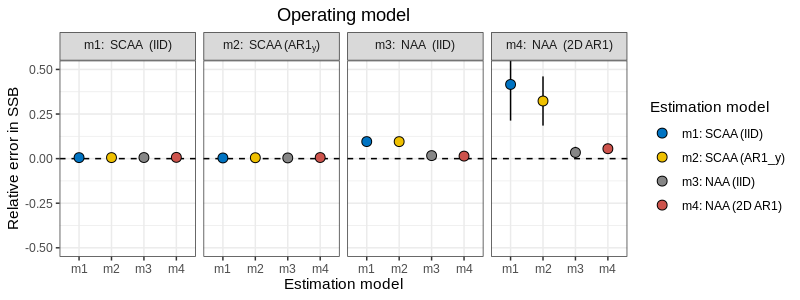 Operating model
m1: SCAA (IID)
m2: SCAA (AR1y)
m3: NAA (IID)
m4: NAA (2D AR1)
Relative error in SSB
0.50
0.25
0.00
-0.25
-0.50
m1 m2 m3 m4
m1 m2 m3 m4
m1 m2 m3 m4
m1 m2 m3 m4
Estimation model
Estimation model
m1: SCAA (IID)
m2: SCAA (AR1_y)
m3: NAA (IID)
m4: NAA (2D AR1)